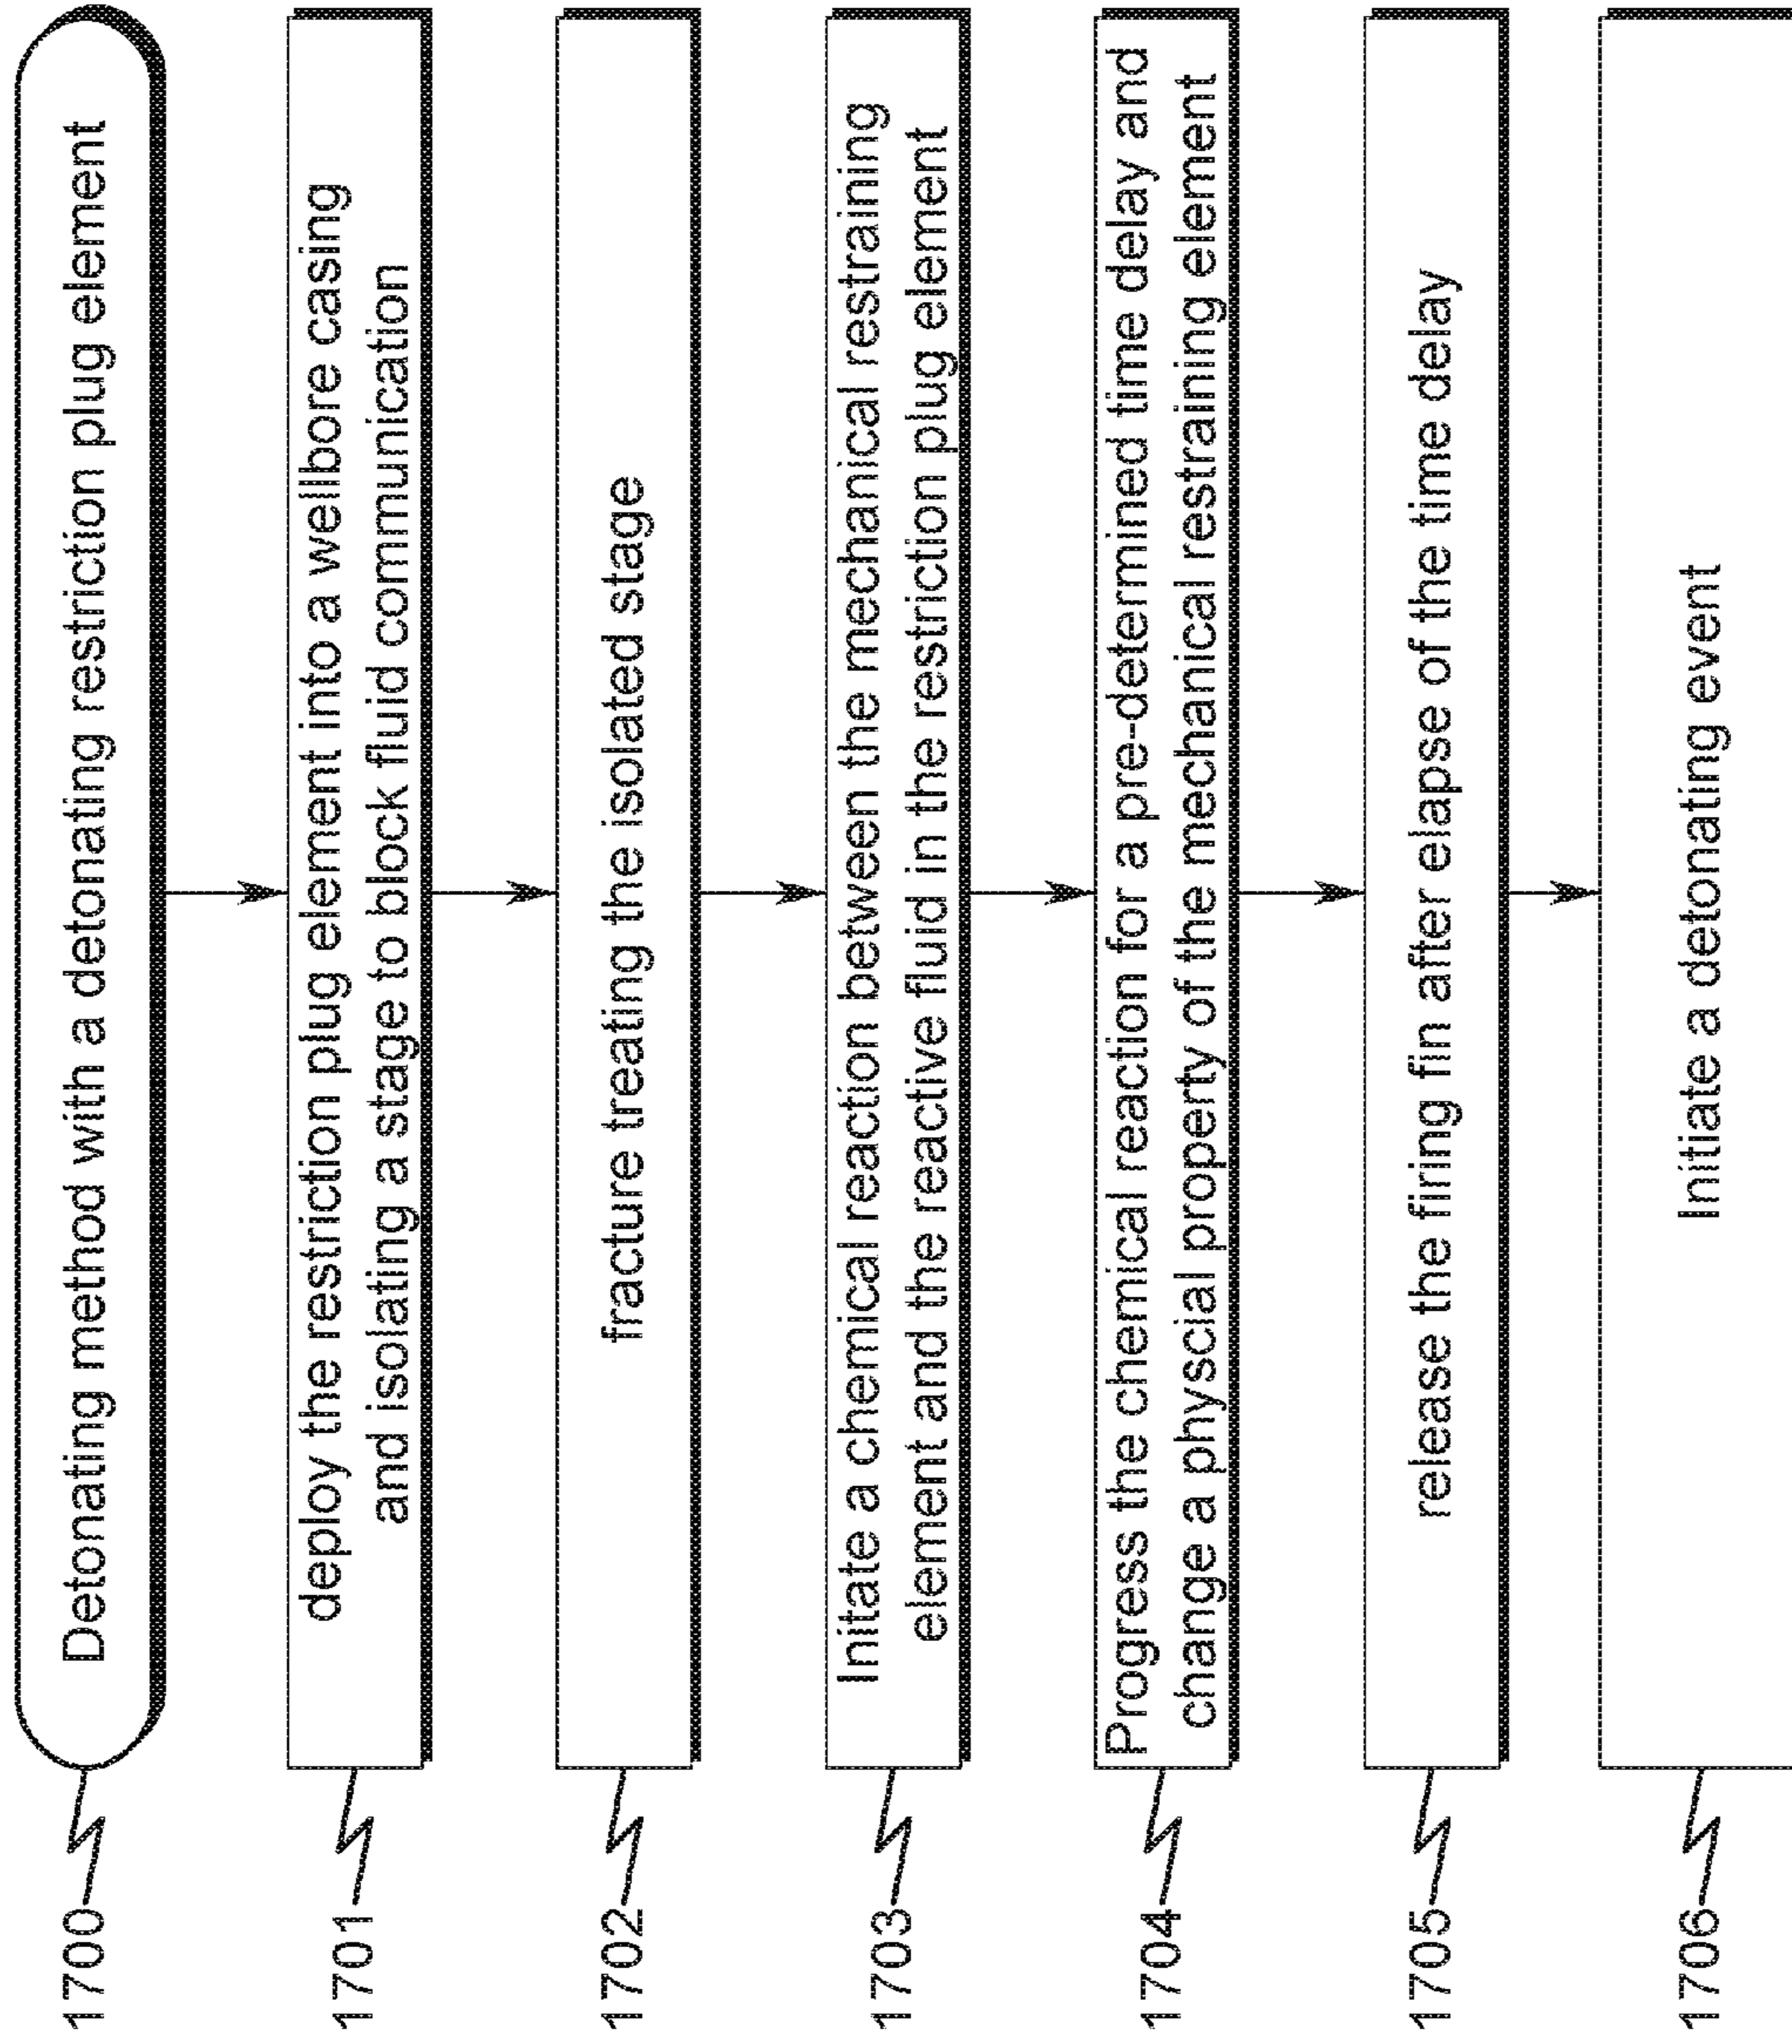 Detonating method with a detonating restriction plug element
1700
deploy the restriction plug element into a wellbore casing
and isolating a stage to block fluid communication
1701
fracture treating the isolated stage
1702
Initate a chemical reaction between the mechanical restraining
element and the reactive fluid in the restriction plug element
1703
Progress the chemical reaction for a pre-determined time delay and
change a physcial property of the mechanical restraining element
1704
release the firing fin after elapse of the time delay
1705
Initiate a detonating event
1706